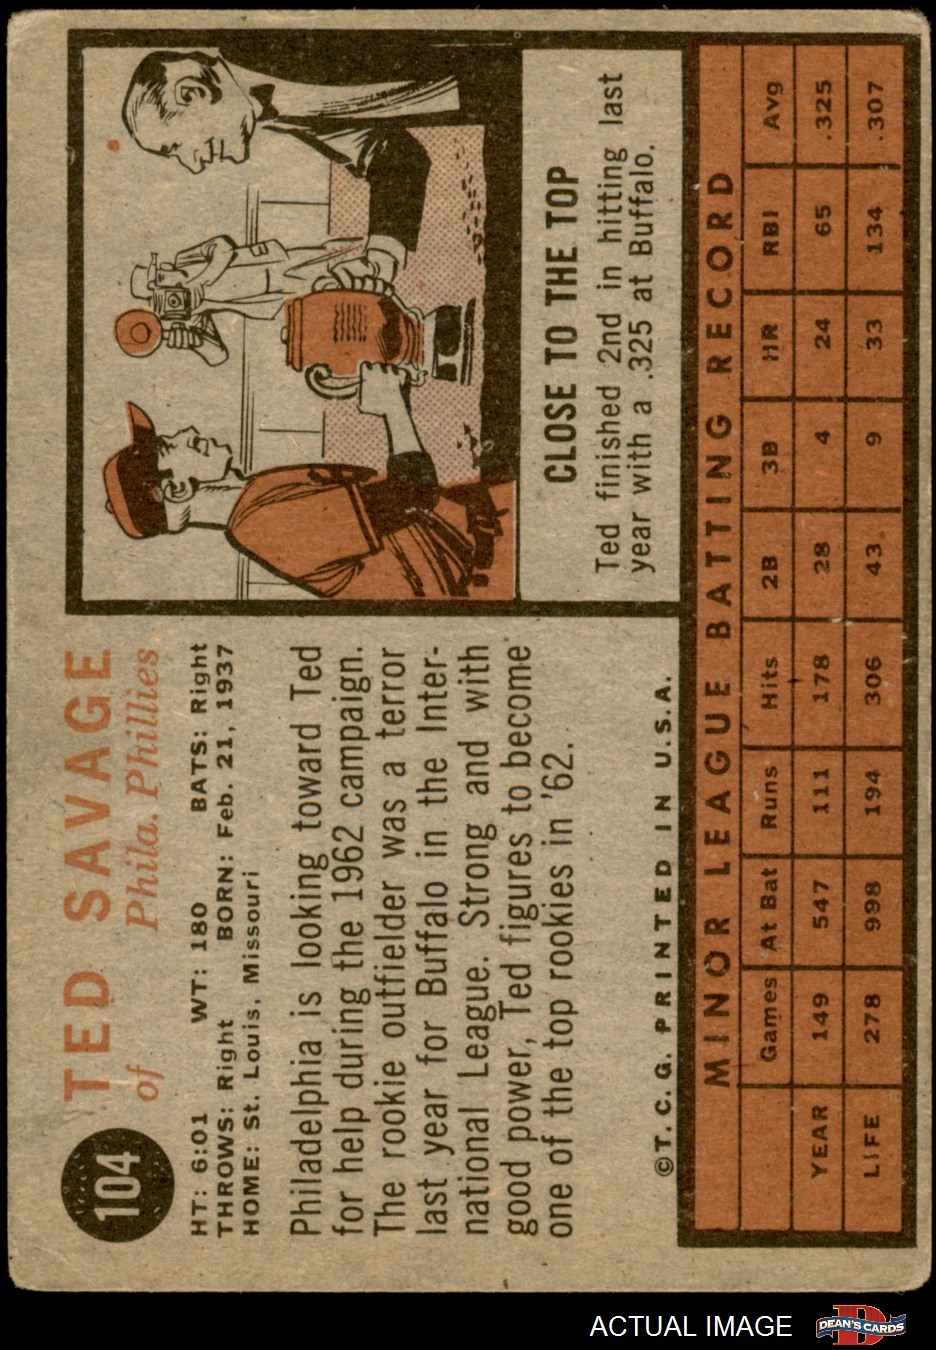 104
TED SAVAGE
of Phila. Phillies
HT: 6:01 WT: 180 BATS: Right
THROWS: Right BORN: Feb. 21, 1937
HOME: St. Louis, Missouri
Philadelphia is looking toward Ted
for help during the 1962 campaign.
The rookie outfielder was a terror
last year for Buffalo in the Inter-
national League. Strong and with
good power, Ted figures to become
one of the top rookies in '62.
©T. C. G. PRINTED IN U.S.A.
CLOSE TO THE TOP
Ted finished 2nd in hitting last
year with a .325 at Buffalo.
MINOR LEAGUE BATTING RECORD
Games At Bat Runs Hits 2B 3B HR RBI Avg
YEAR 149 547 111 178 28 4 24 65 .325
LIFE 278 998 194 306 43 9 33 134 .307
ACTUAL IMAGE
D
DEAN'S CARDS